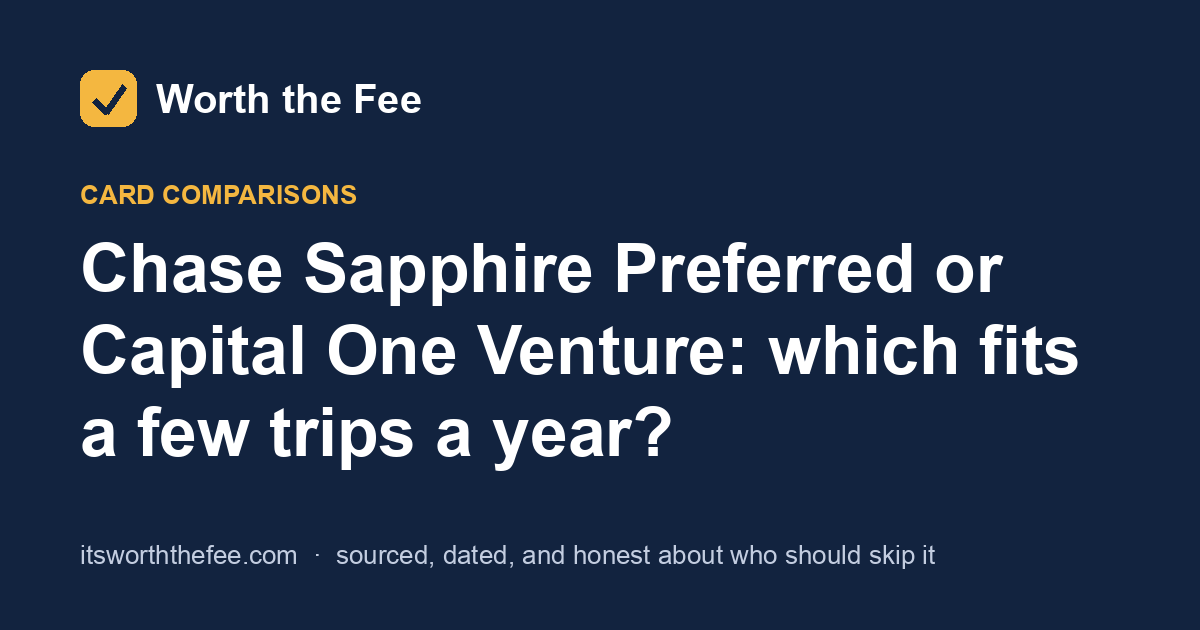 Worth the Fee
CARD COMPARISONS
Chase Sapphire Preferred or
Capital One Venture: which fits
a few trips a year?
itsworththefee.com · sourced, dated, and honest about who should skip it